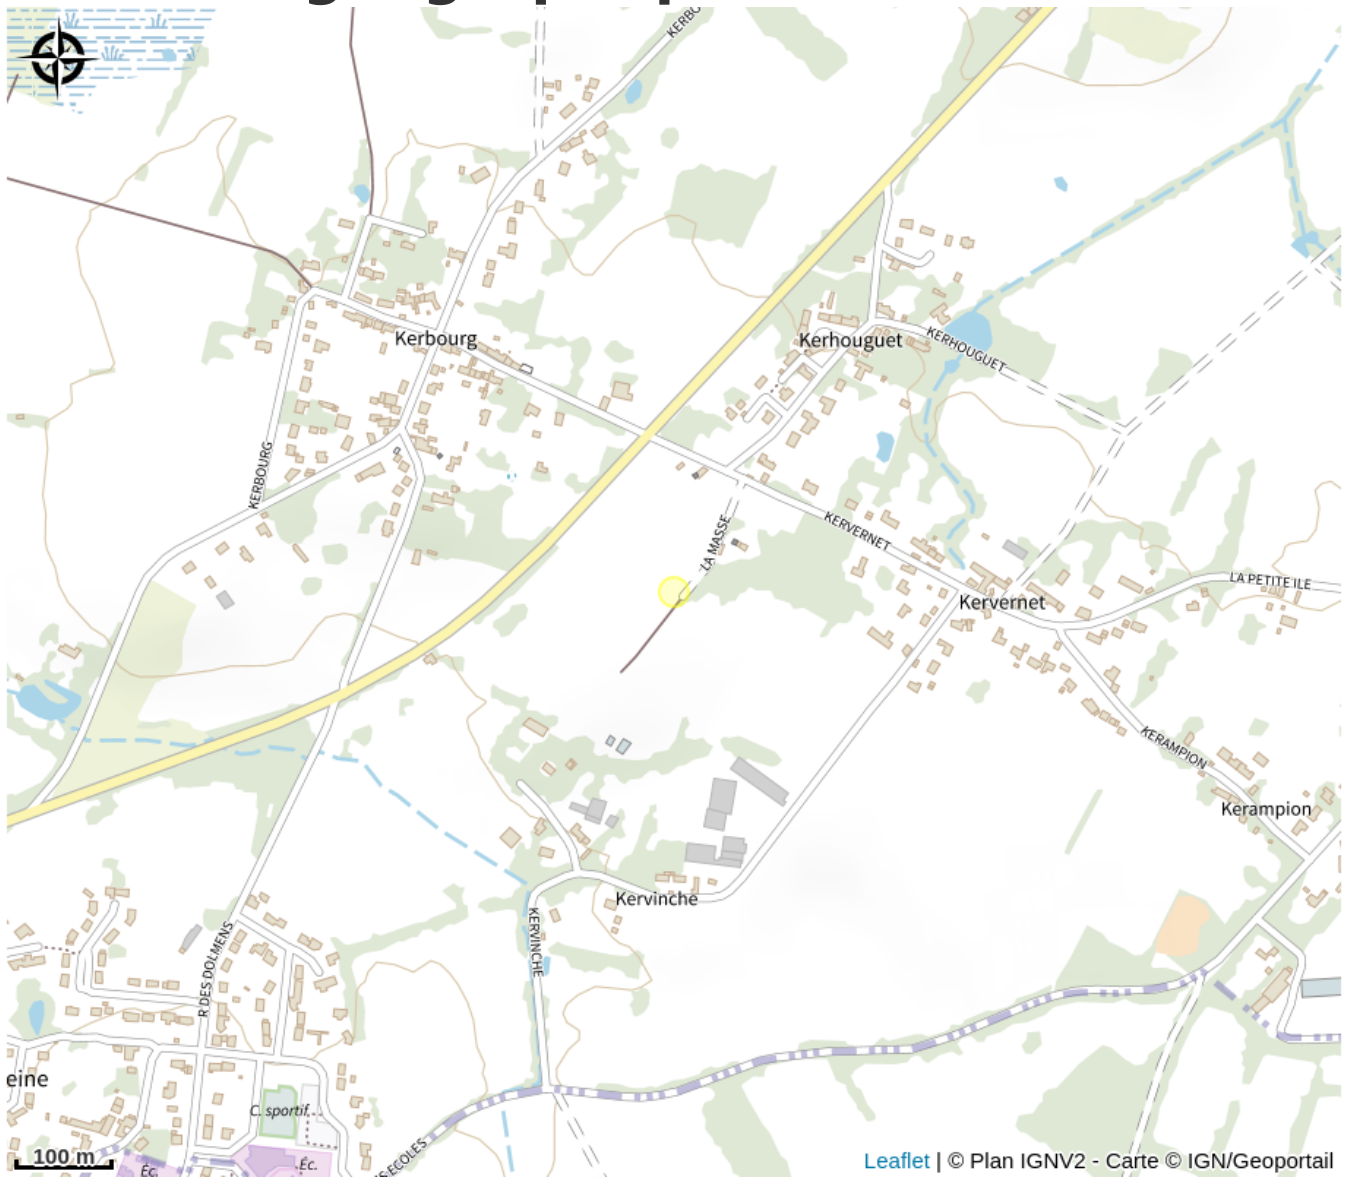 KERBO
Kerbourg
Kerhouguet
KERHOUGUET
KERBOURG
LA MASSE
KERVERNET
Kervernet
LA PETITE ILE
KERAMPION
Kerampion
Kervinche
KERVINCHE
R DES DOLMENS
eine
C. sportif
ECOLES
Éc.
Éc.
100 m
Leaflet | © Plan IGNV2 - Carte © IGN/Geoportail